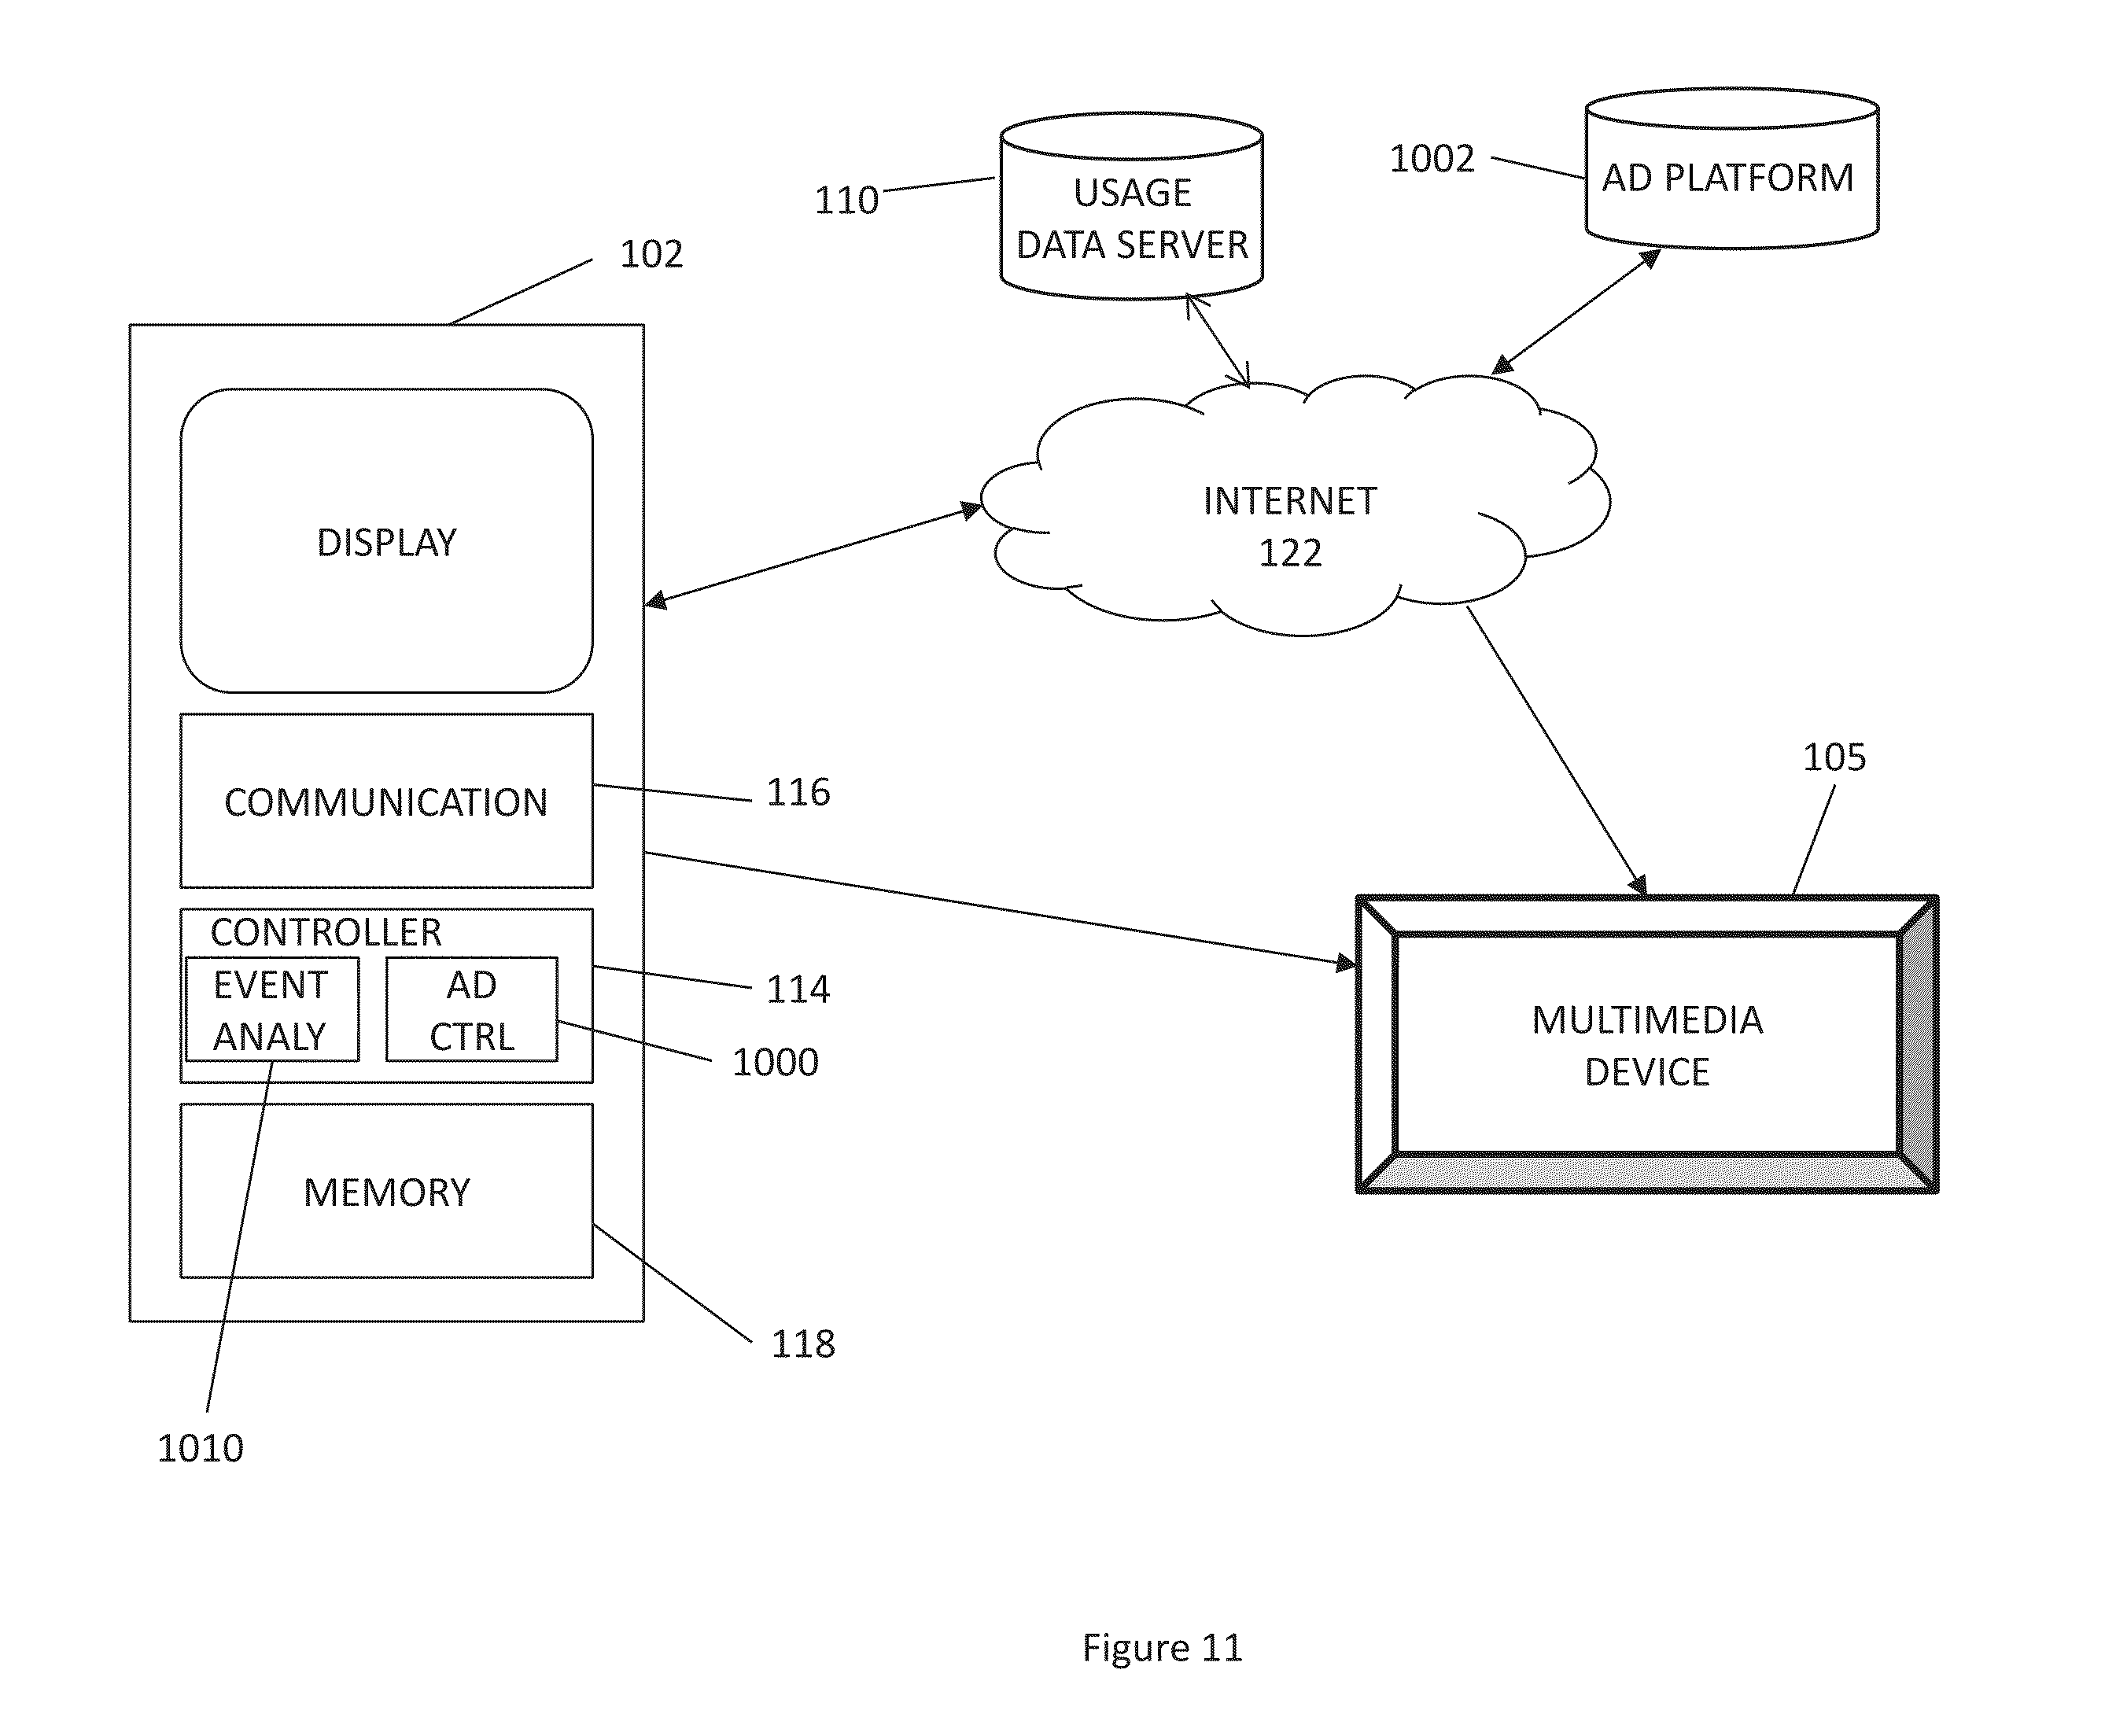 1002
AD PLATFORM
110
USAGE
DATA SERVER
102
DISPLAY
INTERNET
122
COMMUNICATION
116
105
CONTROLLER
EVENT
ANALY
AD
CTRL
114
1000
MULTIMEDIA
DEVICE
MEMORY
118
1010
Figure 11